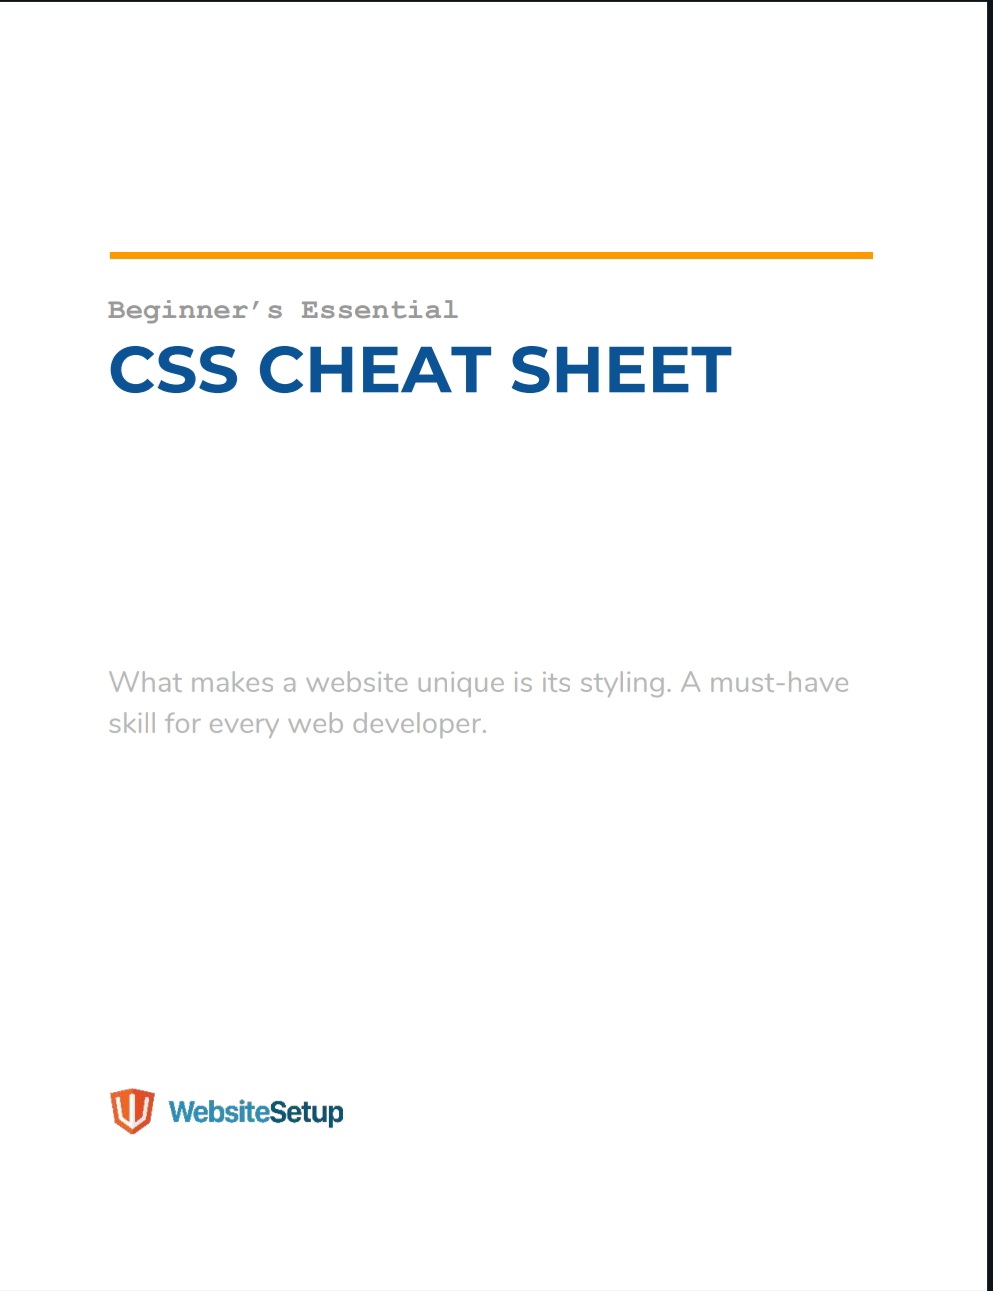 Beginner’s Essential
CSS CHEAT SHEET
What makes a website unique is its styling. A must-have
skill for every web developer.
WebsiteSetup